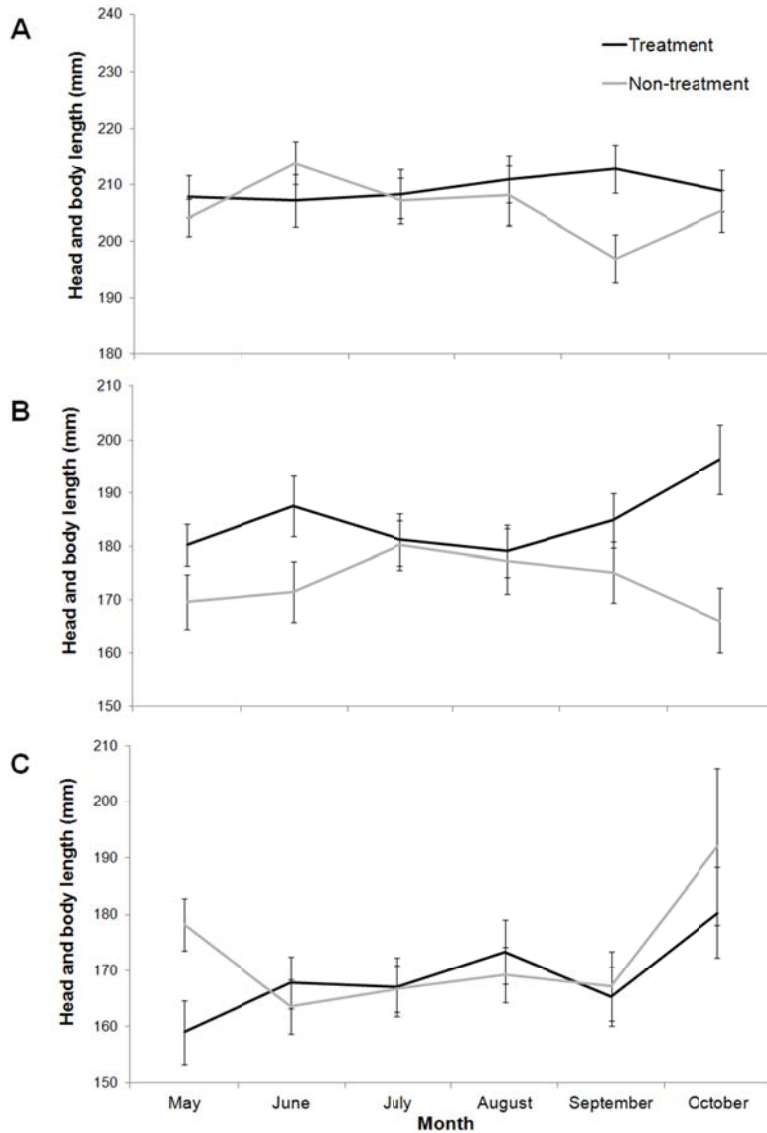 A
Head and body length (mm)
240
230
220
210
200
190
180
Treatment
Non-treatment
B
Head and body length (mm)
210
200
190
180
170
160
150
C
Head and body length (mm)
210
200
190
180
170
160
150
May June July August September October
Month